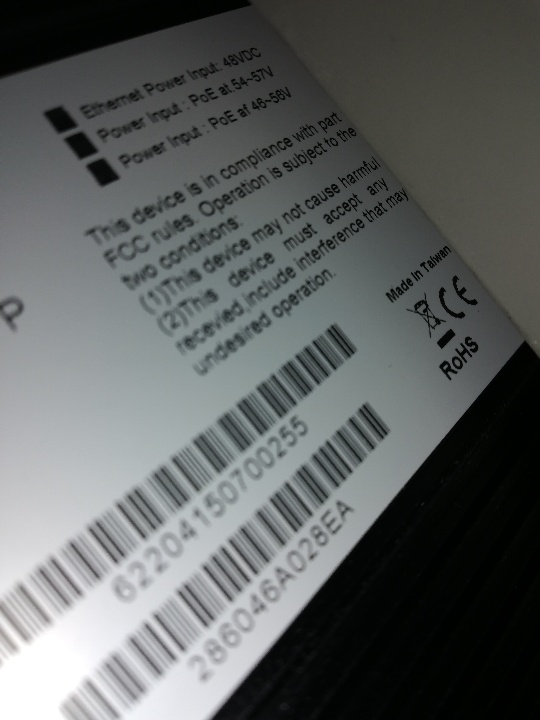 Ethernet Power Input: 48VDC
Power Input : PoE at 54~57V
Power Input : PoE af 46~56V
This device is in compliance with part
FCC rules. Operation is subject to the
two conditions:
(1)This device may not cause harmful
(2)This device must accept any
recevied,include interference that may
undesired operation.
P
Made in Taiwan
CE
RoHS
62204150700255
286046A028EA